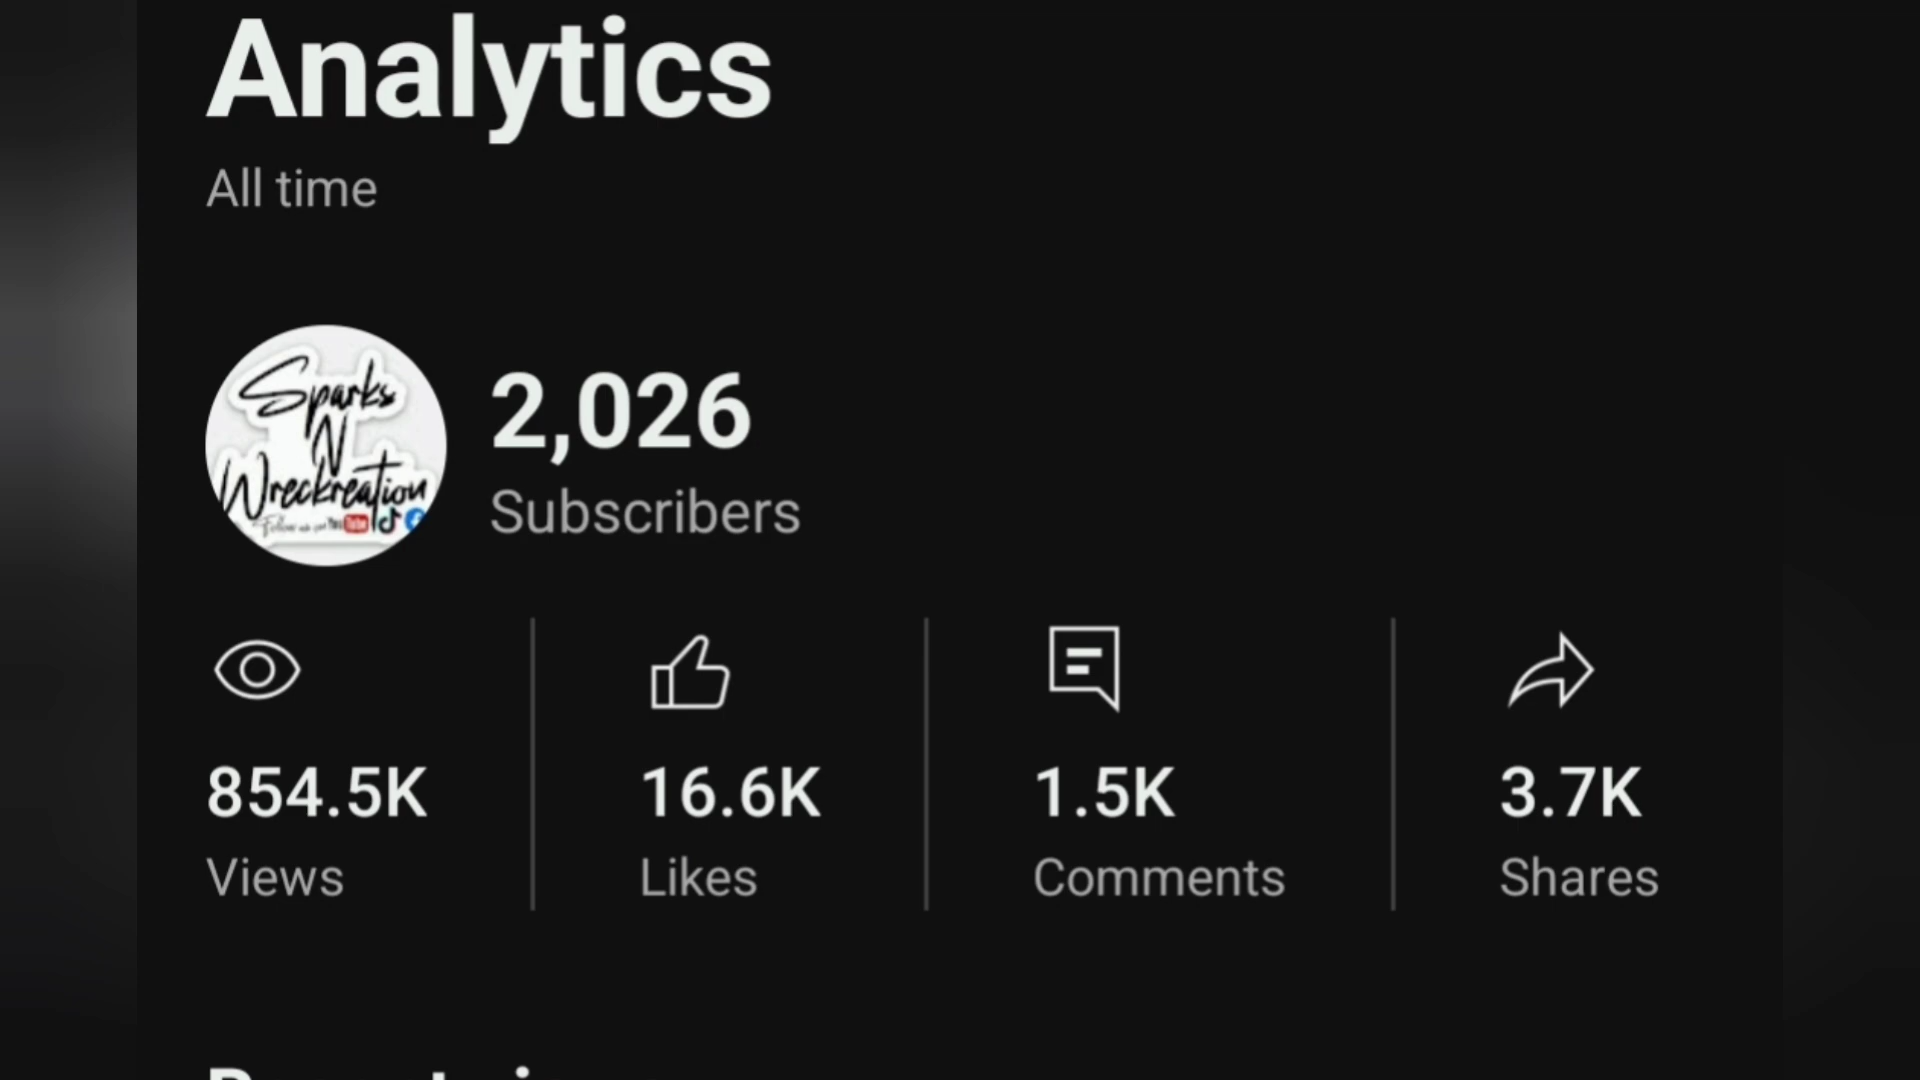 Analytics
All time
Sparks
N
Wreckreation
2,026
Subscribers
854.5K
16.6K
1.5K
3.7K
Views
Likes
Comments
Shares